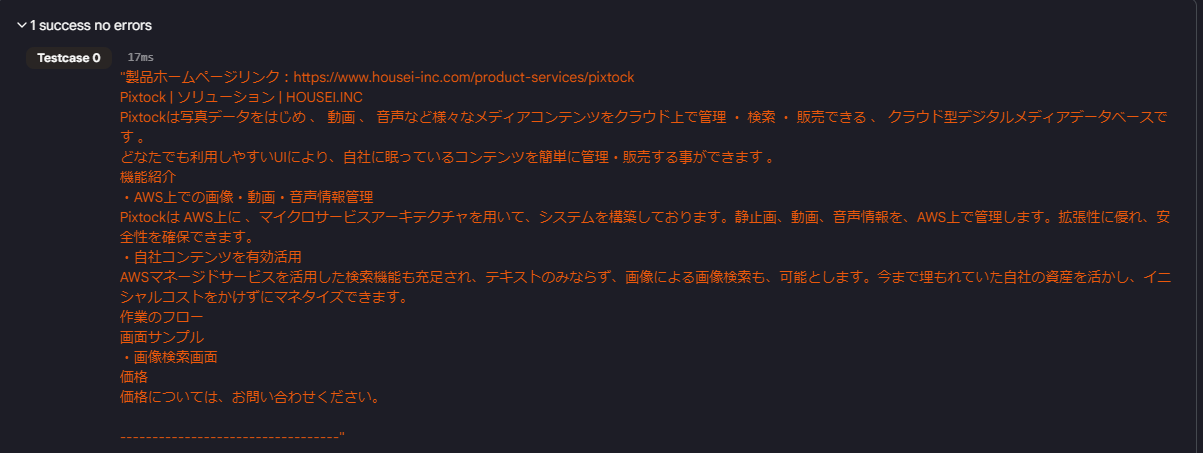 1 success no errors
Testcase 0 17ms
"製品ホームページリンク：https://www.housei-inc.com/product-services/pixtock
Pixtock | ソリューション | HOUSEI.INC
Pixtockは写真データをはじめ 、 動画 、 音声など様々なメディアコンテンツをクラウド上で管理 ・ 検索 ・ 販売できる 、 クラウド型デジタルメディアデータベースで
す 。
どなたでも利用しやすいUIにより、自社に眠っているコンテンツを簡単に管理・販売する事ができます 。
機能紹介
・AWS上での画像・動画・音声情報管理
Pixtockは AWS上に 、マイクロサービスアーキテクチャを用いて、システムを構築しております。静止画、動画、音声情報を、AWS上で管理します。拡張性に優れ、安
全性を確保できます。
・自社コンテンツを有効活用
AWSマネージドサービスを活用した検索機能も充足され、テキストのみならず、画像による画像検索も、可能とします。今まで埋もれていた自社の資産を活かし、イニ
シャルコストをかけずにマネタイズできます。
作業のフロー
画面サンプル
・画像検索画面
価格
価格については、お問い合わせください。
----------------------------------"